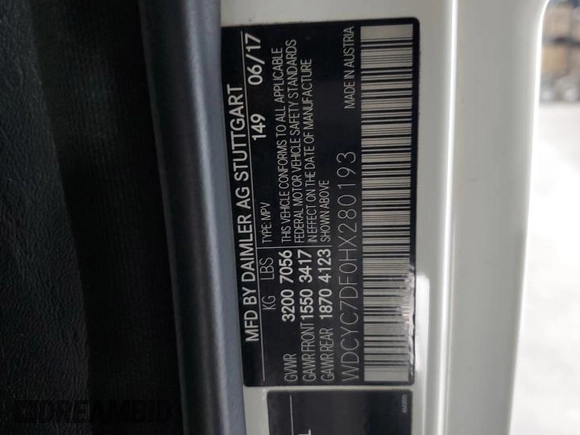 MFD BY DAIMLER AG STUTTGART
149 06/17
KG LBS TYPE: MPV
GVWR 3200 7056
GAWR FRONT 1550 3417
GAWR REAR 1870 4123
THIS VEHICLE CONFORMS TO ALL APPLICABLE
FEDERAL MOTOR VEHICLE SAFETY STANDARDS
IN EFFECT ON THE DATE OF MANUFACTURE
SHOWN ABOVE
MADE IN AUSTRIA
WDCYC7DF0HX280193
DREAMBID